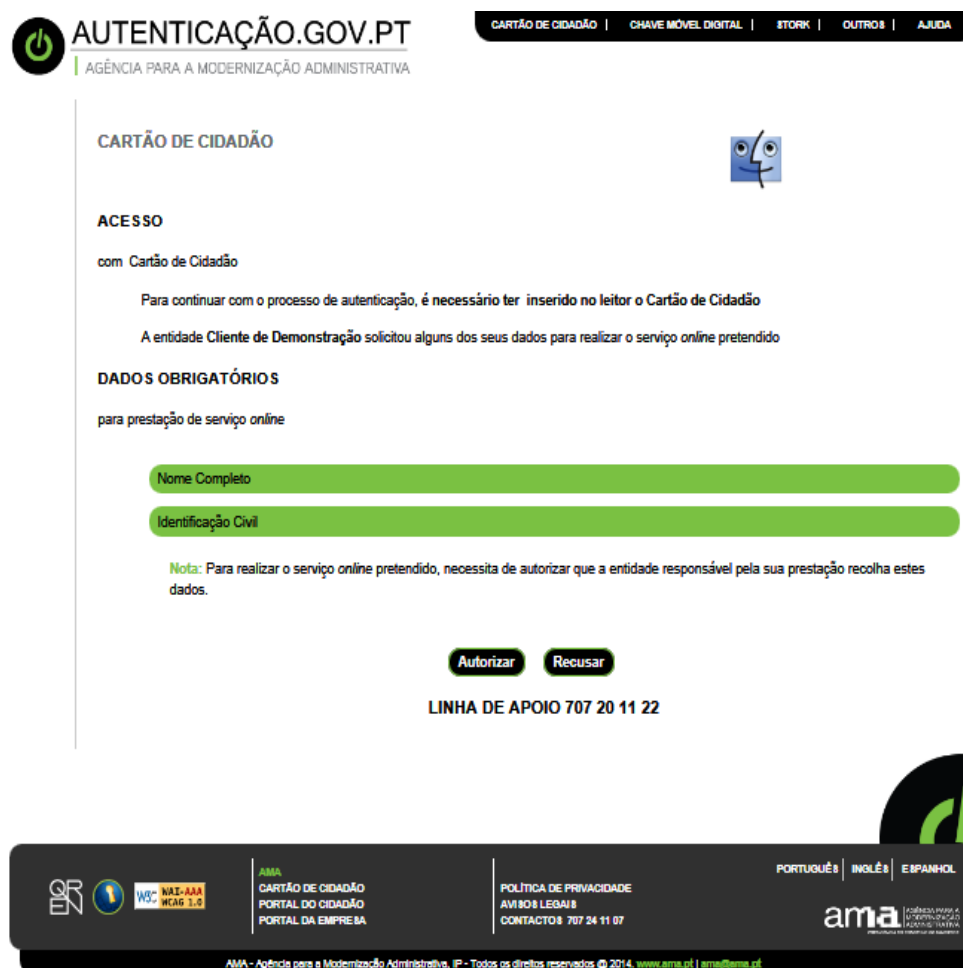 AUTENTICAÇÃO.GOV.PT
AGÊNCIA PARA A MODERNIZAÇÃO ADMINISTRATIVA
CARTÃO DE CIDADÃO | CHAVE MÓVEL DIGITAL | STORK | OUTROS | AJUDA
CARTÃO DE CIDADÃO
ACESSO
com Cartão de Cidadão
Para continuar com o processo de autenticação, é necessário ter inserido no leitor o Cartão de Cidadão
A entidade Cliente de Demonstração solicitou alguns dos seus dados para realizar o serviço online pretendido
DADOS OBRIGATÓRIOS
para prestação de serviço online
Nome Completo
Identificação Civil
Nota: Para realizar o serviço online pretendido, necessita de autorizar que a entidade responsável pela sua prestação recolha estes
dados.
Autorizar
Recusar
LINHA DE APOIO 707 20 11 22
QR
EN
W3C WAI-AAA
WCAG 1.0
AMA
CARTÃO DE CIDADÃO
PORTAL DO CIDADÃO
PORTAL DA EMPRESA
POLÍTICA DE PRIVACIDADE
AVISOS LEGAIS
CONTACTOS 707 24 11 07
PORTUGUÊS | INGLÊS | ESPANHOL
ama
AGÊNCIA PARA A
MODERNIZAÇÃO
ADMINISTRATIVA
AMA - Agência para a Modernização Administrativa, IP - Todos os direitos reservados @ 2014, www.ama.pt | ama@ama.pt